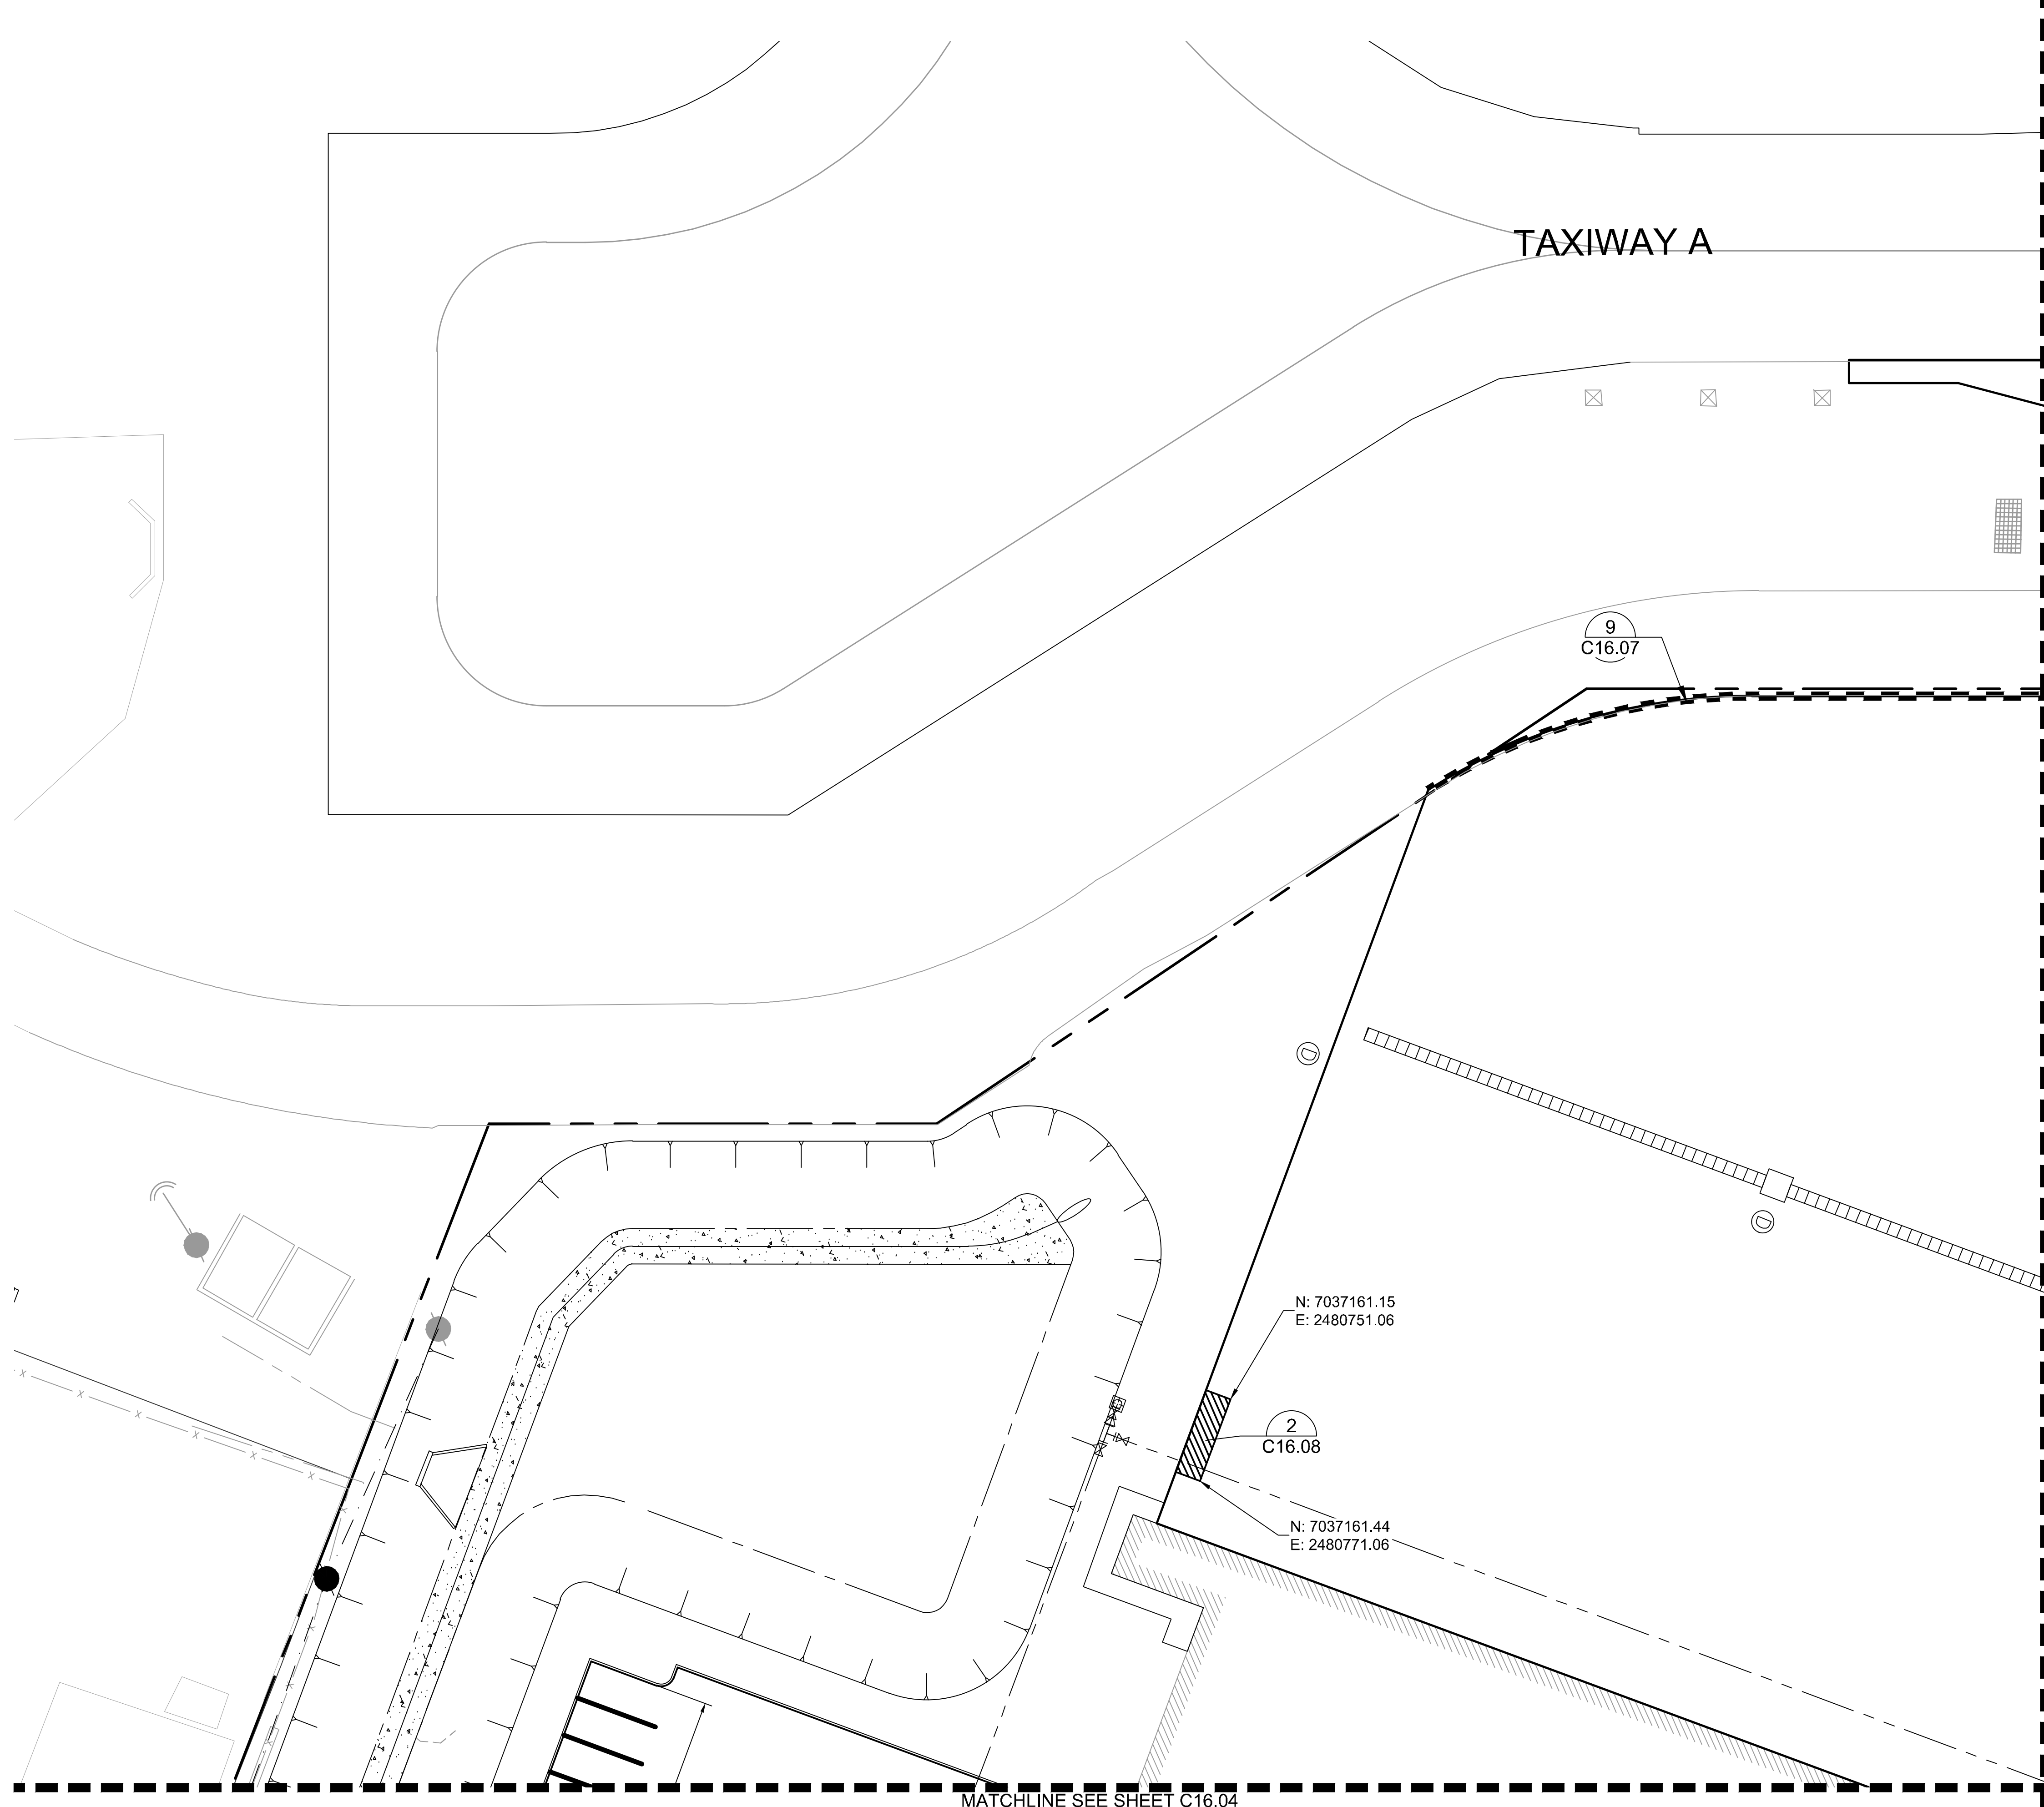 TAXIWAY A
9
C16.07
D
D
N: 7037161.15
E: 2480751.06
2
C16.08
N: 7037161.44
E: 2480771.06
x x x x x x
MATCHLINE SEE SHEET C16.04